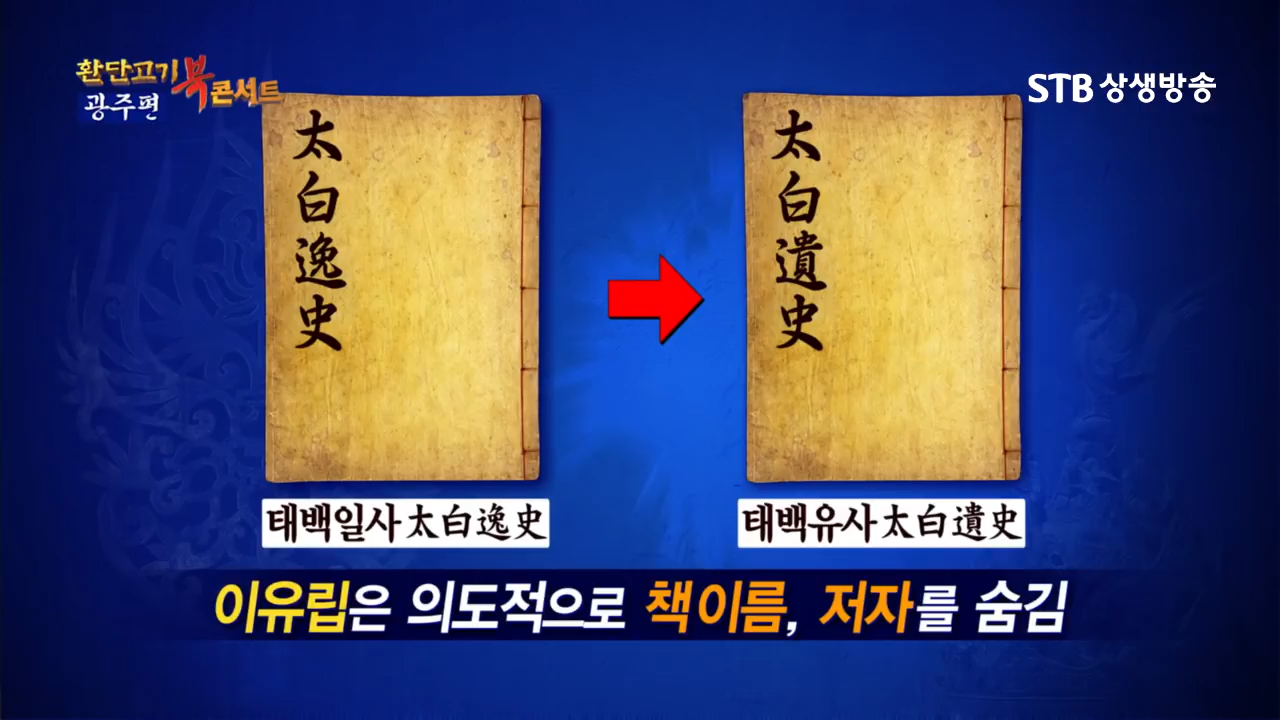 환단고기 북콘서트
광주편
STB 상생방송
太白逸史
太白遺史
태백일사 太白逸史
태백유사 太白遺史
이유립은 의도적으로 책이름, 저자를 숨김